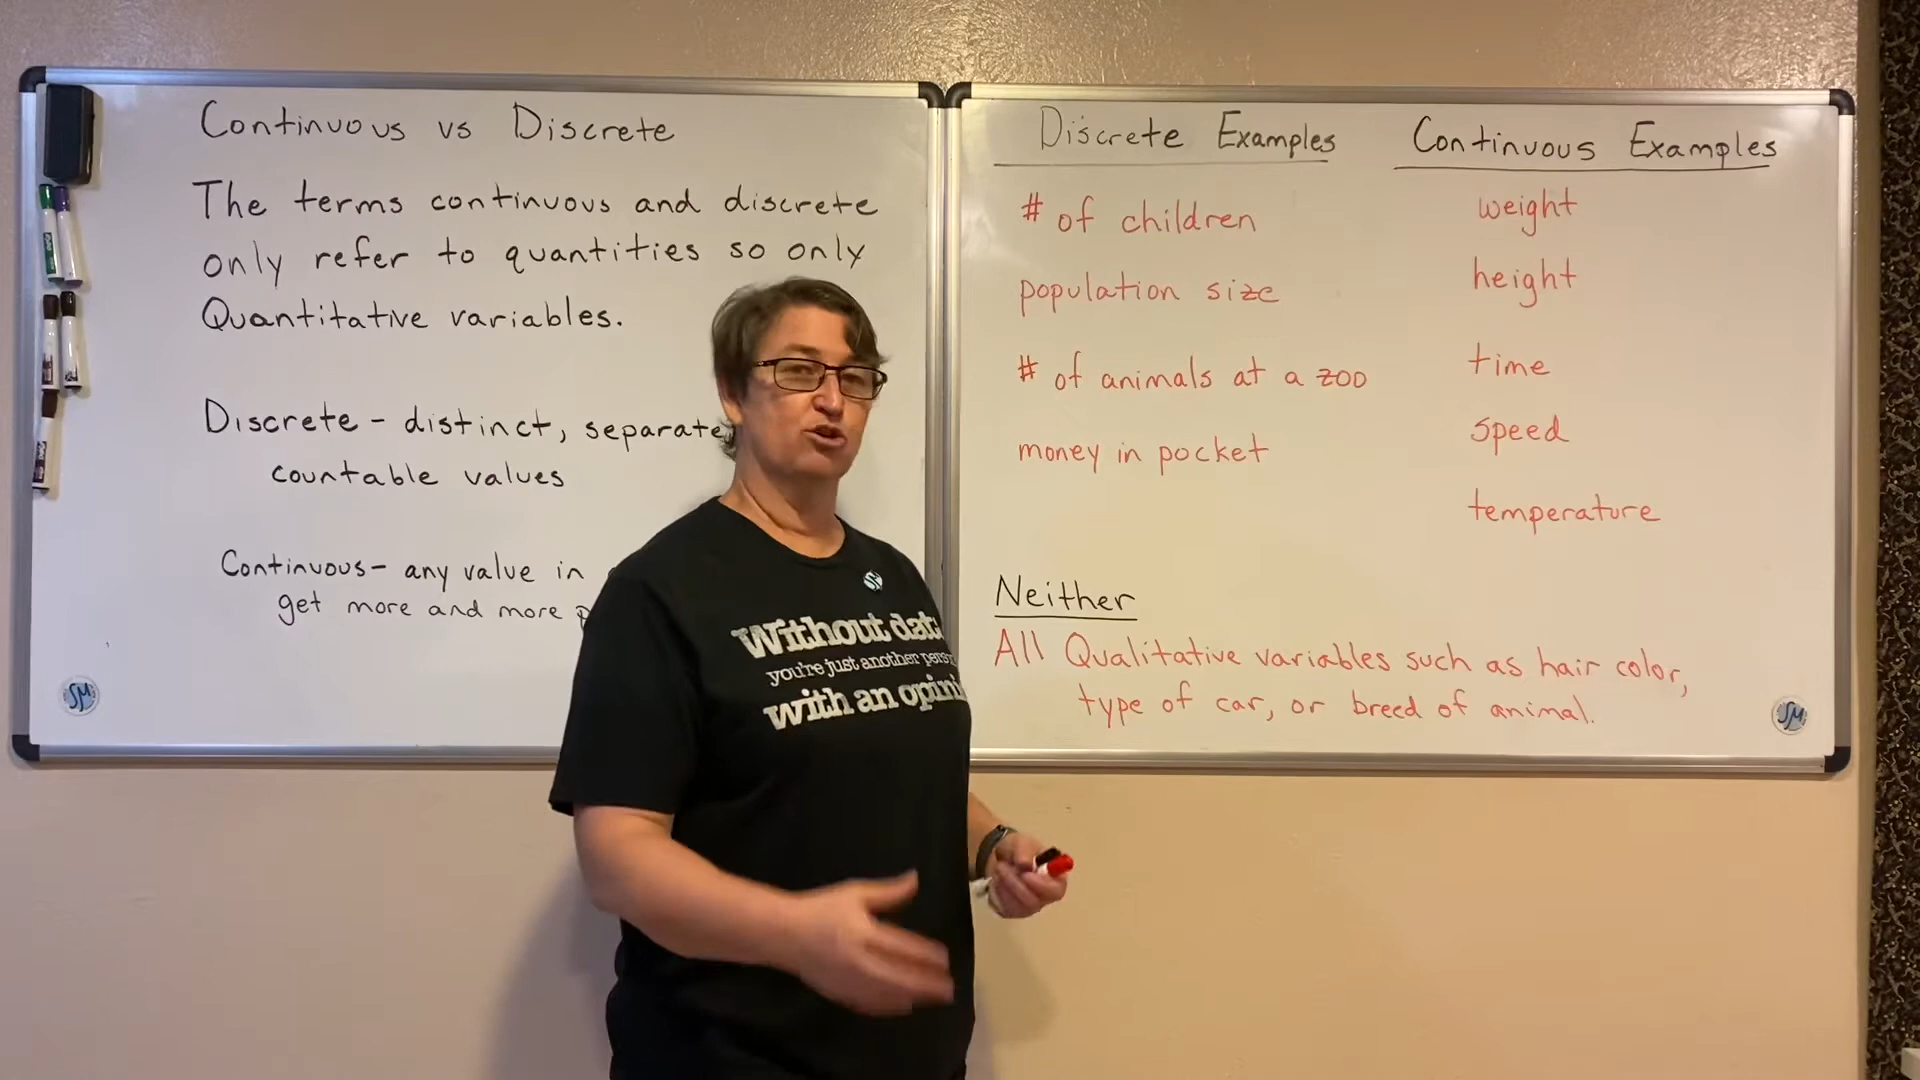 Continuous vs Discrete
The terms continuous and discrete
only refer to quantities so only
Quantitative variables.
Discrete - distinct, separate,
countable values
Continuous - any value in
get more and more
Discrete Examples
# of children
population size
# of animals at a zoo
money in pocket
Continuous Examples
weight
height
time
speed
temperature
Neither
All Qualitative variables such as hair color,
type of car, or breed of animal.
Without data
you're just another person
with an opini
SM
SM